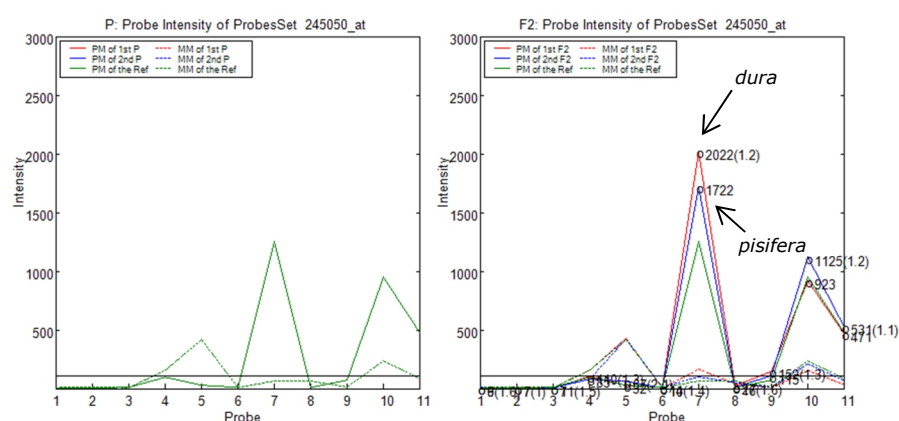 P: Probe Intensity of ProbesSet 245050_at
3000
PM of 1st P
MM of 1st P
PM of 2nd P
MM of 2nd P
PM of the Ref
MM of the Ref
2500
2000
1500
1000
500
Intensity
1 2 3 4 5 6 7 8 9 10 11
Probe
F2: Probe Intensity of ProbesSet 245050_at
3000
PM of 1st F2
MM of 1st F2
PM of 2nd F2
MM of 2nd F2
PM of the Ref
MM of the Ref
dura
2500
2000
2022(1.2)
1722
pisifera
1500
1125(1.2)
1000
923
531(1.1)
500
471
152(1.3)
115
Intensity
1 2 3 4 5 6 7 8 9 10 11
Probe